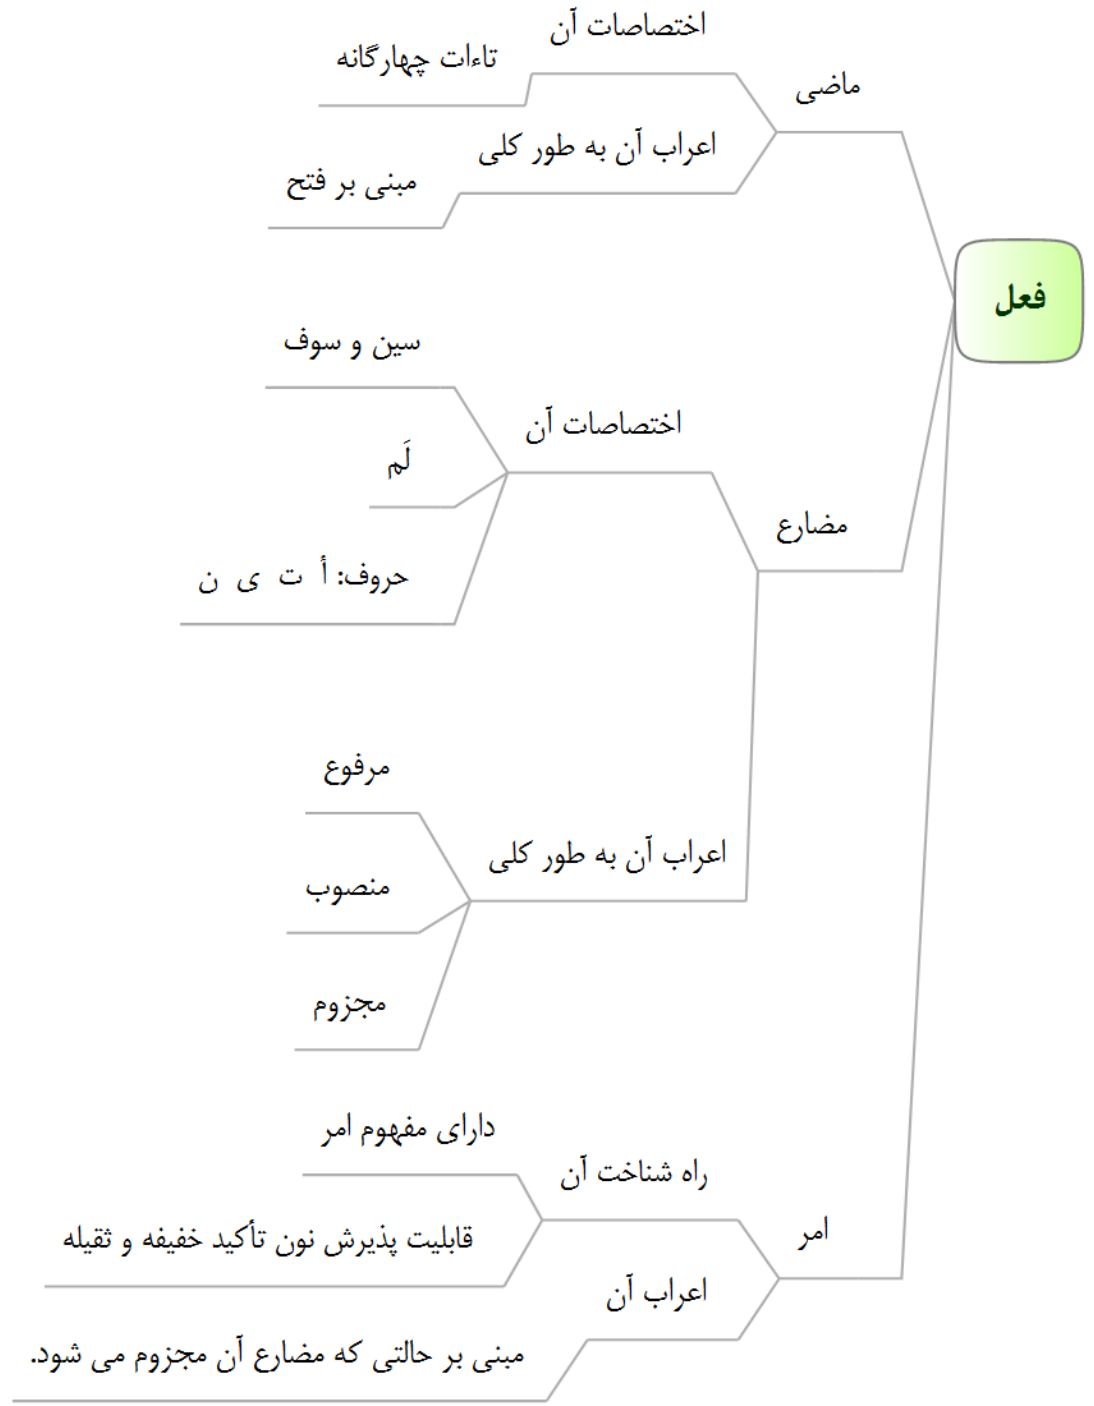 فعل
ماضی
اختصاصات آن
تاءات چهارگانه
اعراب آن به طور کلی
مبنی بر فتح
مضارع
اختصاصات آن
سین و سوف
لَم
حروف: أ ت ی ن
اعراب آن به طور کلی
مرفوع
منصوب
مجزوم
امر
راه شناخت آن
دارای مفهوم امر
قابلیت پذیرش نون تأکید خفیفه و ثقیله
اعراب آن
مبنی بر حالتی که مضارع آن مجزوم می شود.